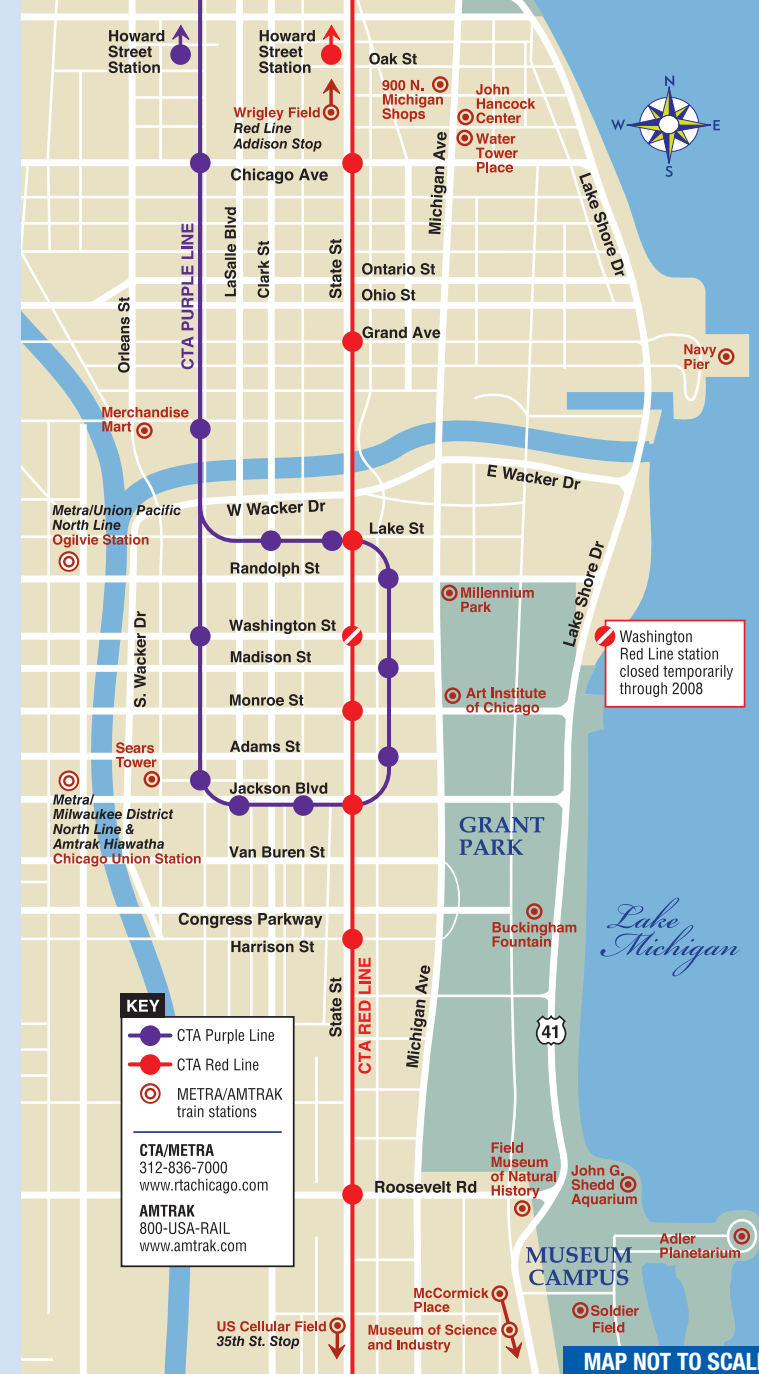 Howard
Street
Station
Howard
Street
Station
Oak St
900 N.
Michigan
Shops
John
Hancock
Center
Wrigley Field
Red Line
Addison Stop
Water
Tower
Place
N
W
E
S
Chicago Ave
Michigan Ave
Lake Shore Dr
CTA PURPLE LINE
LaSalle Blvd
Clark St
State St
Ontario St
Ohio St
Orleans St
Grand Ave
Navy
Pier
Merchandise
Mart
E Wacker Dr
Metra/Union Pacific
North Line
Ogilvie Station
W Wacker Dr
Lake St
Randolph St
Lake Shore Dr
Millennium
Park
Washington St
Washington
Red Line station
closed temporarily
through 2008
S. Wacker Dr
Madison St
Monroe St
Art Institute
of Chicago
Adams St
Sears
Tower
Jackson Blvd
Metra/
Milwaukee District
North Line &
Amtrak Hiawatha
Chicago Union Station
GRANT
PARK
Van Buren St
Congress Parkway
Harrison St
Buckingham
Fountain
Lake
Michigan
State St
CTA RED LINE
Michigan Ave
41
KEY
CTA Purple Line
CTA Red Line
METRA/AMTRAK
train stations
CTA/METRA
312-836-7000
www.rtachicago.com
AMTRAK
800-USA-RAIL
www.amtrak.com
Roosevelt Rd
Field
Museum
of Natural
History
John G.
Shedd
Aquarium
Adler
Planetarium
MUSEUM
CAMPUS
McCormick
Place
Soldier
Field
US Cellular Field
35th St. Stop
Museum of Science
and Industry
MAP NOT TO SCALE